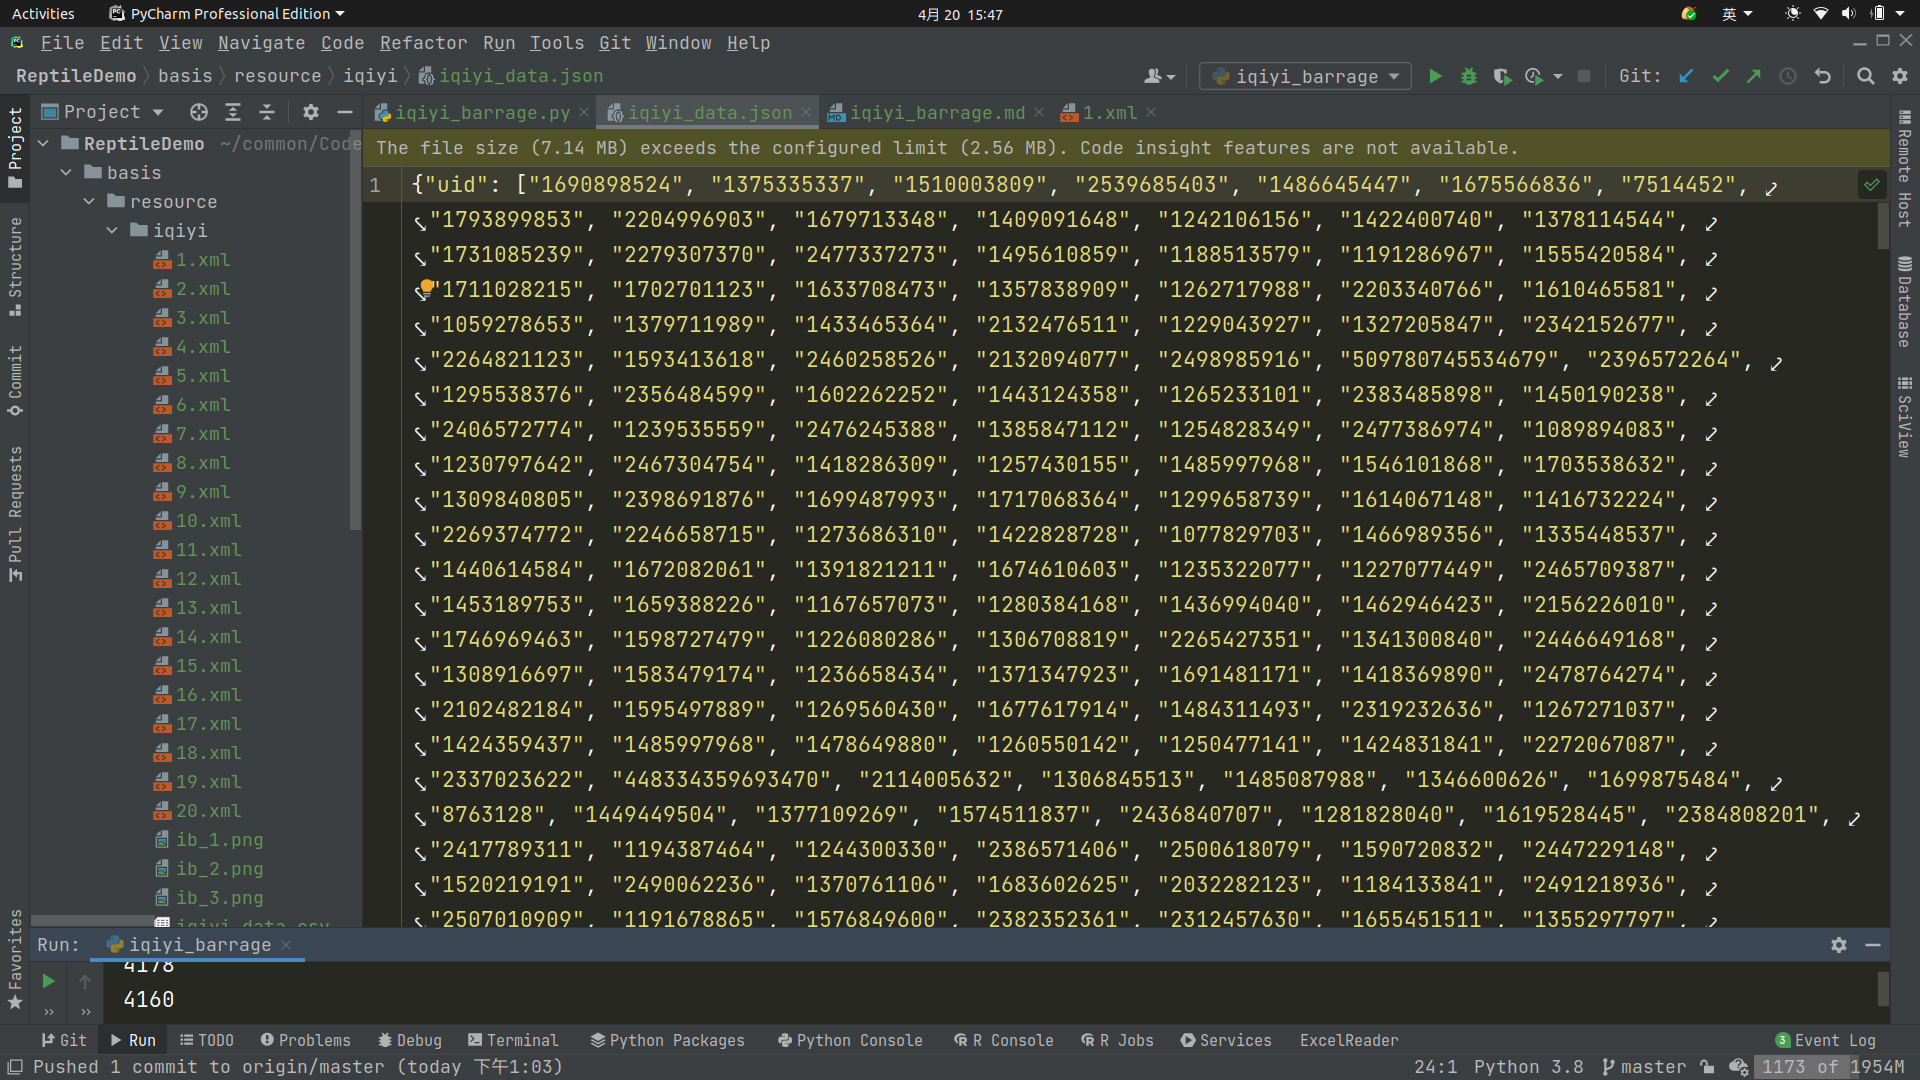 Activities PyCharm Professional Edition 4月 20 15:47 英
File Edit View Navigate Code Refactor Run Tools Git Window Help
ReptileDemo basis resource iqiyi iqiyi_data.json iqiyi_barrage Git:
Project iqiyi_barrage.py iqiyi_data.json iqiyi_barrage.md 1.xml
ReptileDemo ~/common/Code
basis
resource
iqiyi
1.xml
2.xml
3.xml
4.xml
5.xml
6.xml
7.xml
8.xml
9.xml
10.xml
11.xml
12.xml
13.xml
14.xml
15.xml
16.xml
17.xml
18.xml
19.xml
20.xml
ib_1.png
ib_2.png
ib_3.png
iqiyi_data.csv
Project
Structure
Commit
Pull Requests
Favorites
The file size (7.14 MB) exceeds the configured limit (2.56 MB). Code insight features are not available.
1 {"uid": ["1690898524", "1375335337", "1510003809", "2539685403", "1486645447", "1675566836", "7514452",
"1793899853", "2204996903", "1679713348", "1409091648", "1242106156", "1422400740", "1378114544",
"1731085239", "2279307370", "2477337273", "1495610859", "1188513579", "1191286967", "1555420584",
"1711028215", "1702701123", "1633708473", "1357838909", "1262717988", "2203340766", "1610465581",
"1059278653", "1379711989", "1433465364", "2132476511", "1229043927", "1327205847", "2342152677",
"2264821123", "1593413618", "2460258526", "2132094077", "2498985916", "509780745534679", "2396572264",
"1295538376", "2356484599", "1602262252", "1443124358", "1265233101", "2383485898", "1450190238",
"2406572774", "1239535559", "2476245388", "1385847112", "1254828349", "2477386974", "1089894083",
"1230797642", "2467304754", "1418286309", "1257430155", "1485997968", "1546101868", "1703538632",
"1309840805", "2398691876", "1699487993", "1717068364", "1299658739", "1614067148", "1416732224",
"2269374772", "2246658715", "1273686310", "1422828728", "1077829703", "1466989356", "1335448537",
"1440614584", "1672082061", "1391821211", "1674610603", "1235322077", "1227077449", "2465709387",
"1453189753", "1659388226", "1167657073", "1280384168", "1436994040", "1462946423", "2156226010",
"1746969463", "1598727479", "1226080286", "1306708819", "2265427351", "1341300840", "2446649168",
"1308916697", "1583479174", "1236658434", "1371347923", "1691481171", "1418369890", "2478764274",
"2102482184", "1595497889", "1269560430", "1677617914", "1484311493", "2319232636", "1267271037",
"1424359437", "1485997968", "1478649880", "1260550142", "1250477141", "1424831841", "2272067087",
"2337023622", "448334359693470", "2114005632", "1306845513", "1485087988", "1346600626", "1699875484",
"8763128", "1449449504", "1377109269", "1574511837", "2436840707", "1281828040", "1619528445", "2384808201",
"2417789311", "1194387464", "1244300330", "2386571406", "2500618079", "1590720832", "2447229148",
"1520219191", "2490062236", "1370761106", "1683602625", "2032282123", "1184133841", "2491218936",
"2507010909", "1191678865", "1576849600", "2382352361", "2312457630", "1655451511", "1355297797",
Remote Host
Database
SciView
Run: iqiyi_barrage
4178
4160
Git Run TODO Problems Debug Terminal Python Packages Python Console R Console R Jobs Services ExcelReader 3 Event Log
Pushed 1 commit to origin/master (today 下午1:03) 24:1 Python 3.8 master 1173 of 1954M